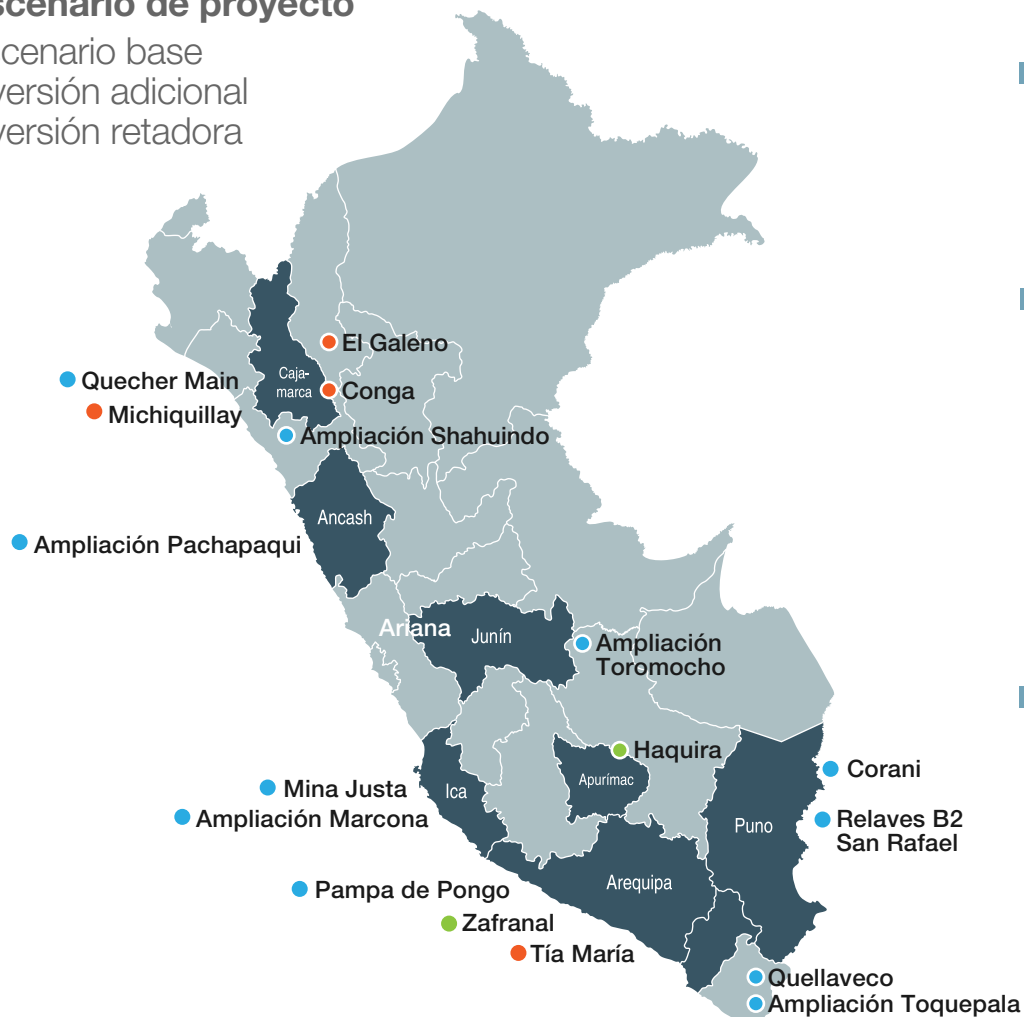 scenario de proyecto
cenario base
versión adicional
versión retadora
El Galeno
Quecher Main
Caja-
marca
Conga
Michiquillay
Ampliación Shahuindo
Ancash
Ampliación Pachapaqui
Ariana
Junín
Ampliación
Toromocho
Haquira
Corani
Apurímac
Mina Justa
Ica
Ampliación Marcona
Relaves B2
San Rafael
Puno
Arequipa
Pampa de Pongo
Zafranal
Tía María
Quellaveco
Ampliación Toquepala